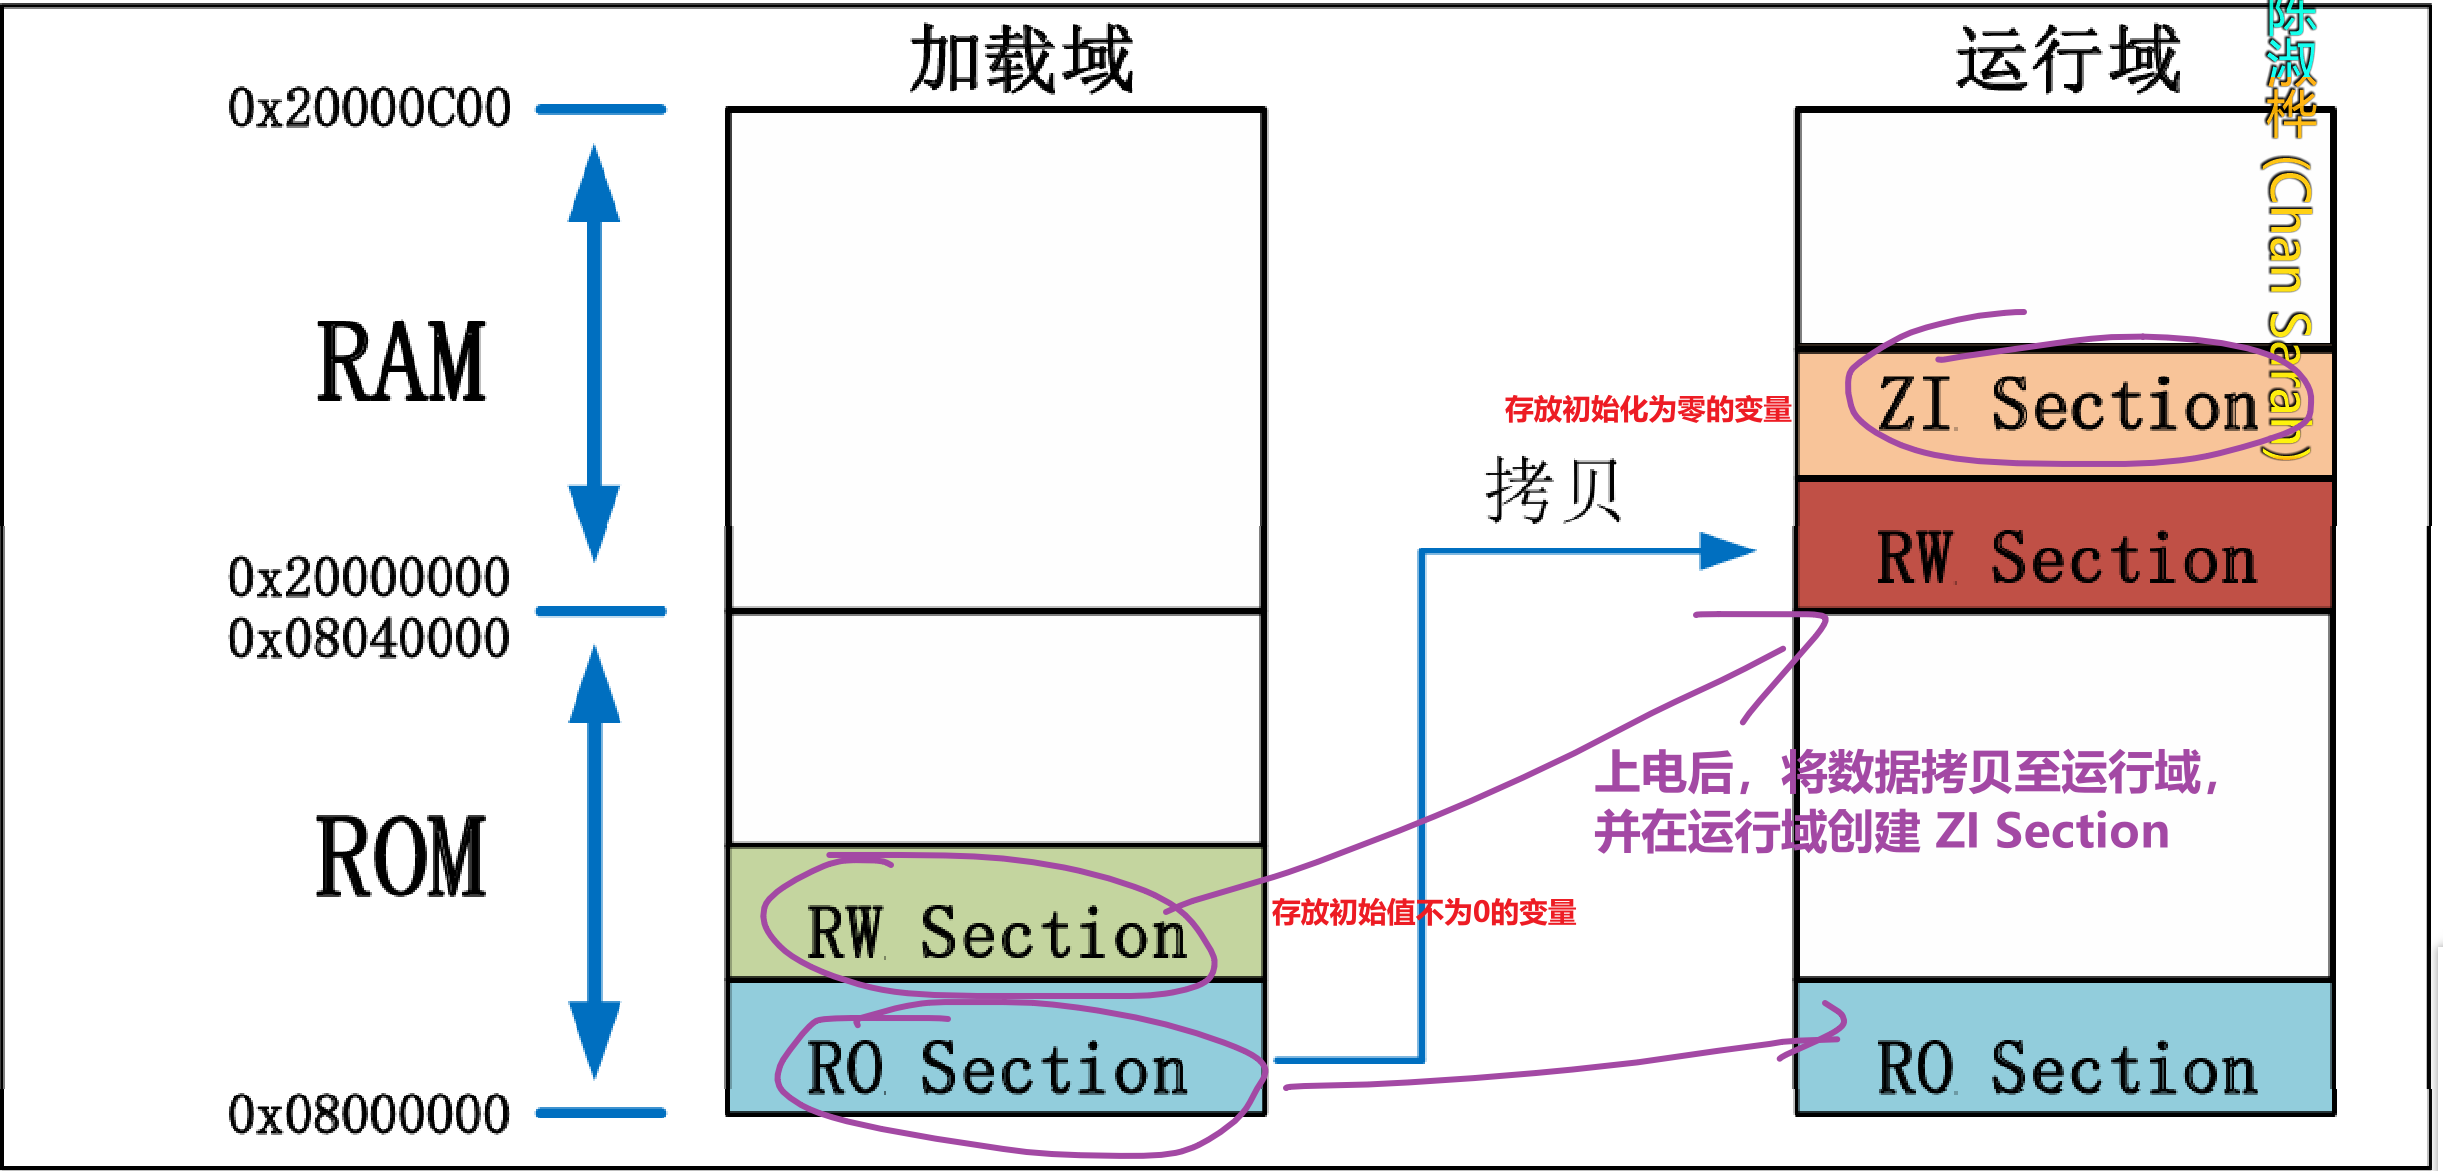 加载域
运行域
陈淑桦 (Chan Sarah)
0x20000C00
RAM
ZI Section
存放初始化为零的变量
拷贝
RW Section
0x20000000
0x08040000
上电后，将数据拷贝至运行域，
并在运行域创建 ZI Section
ROM
RW Section
存放初始值不为0的变量
RO Section
RO Section
0x08000000